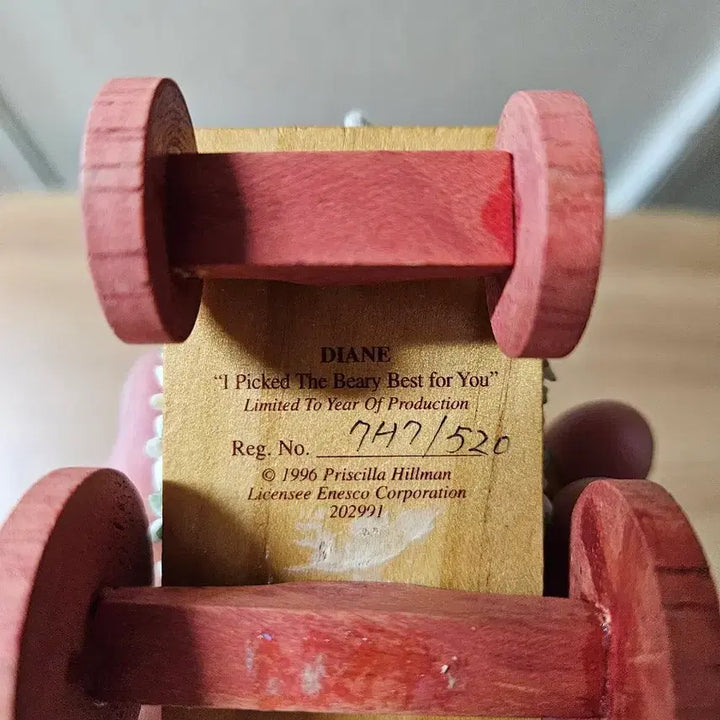 DIANE
“I Picked The Beary Best for You”
Limited To Year Of Production
Reg. No. 7H7/520
© 1996 Priscilla Hillman
Licensee Enesco Corporation
202991